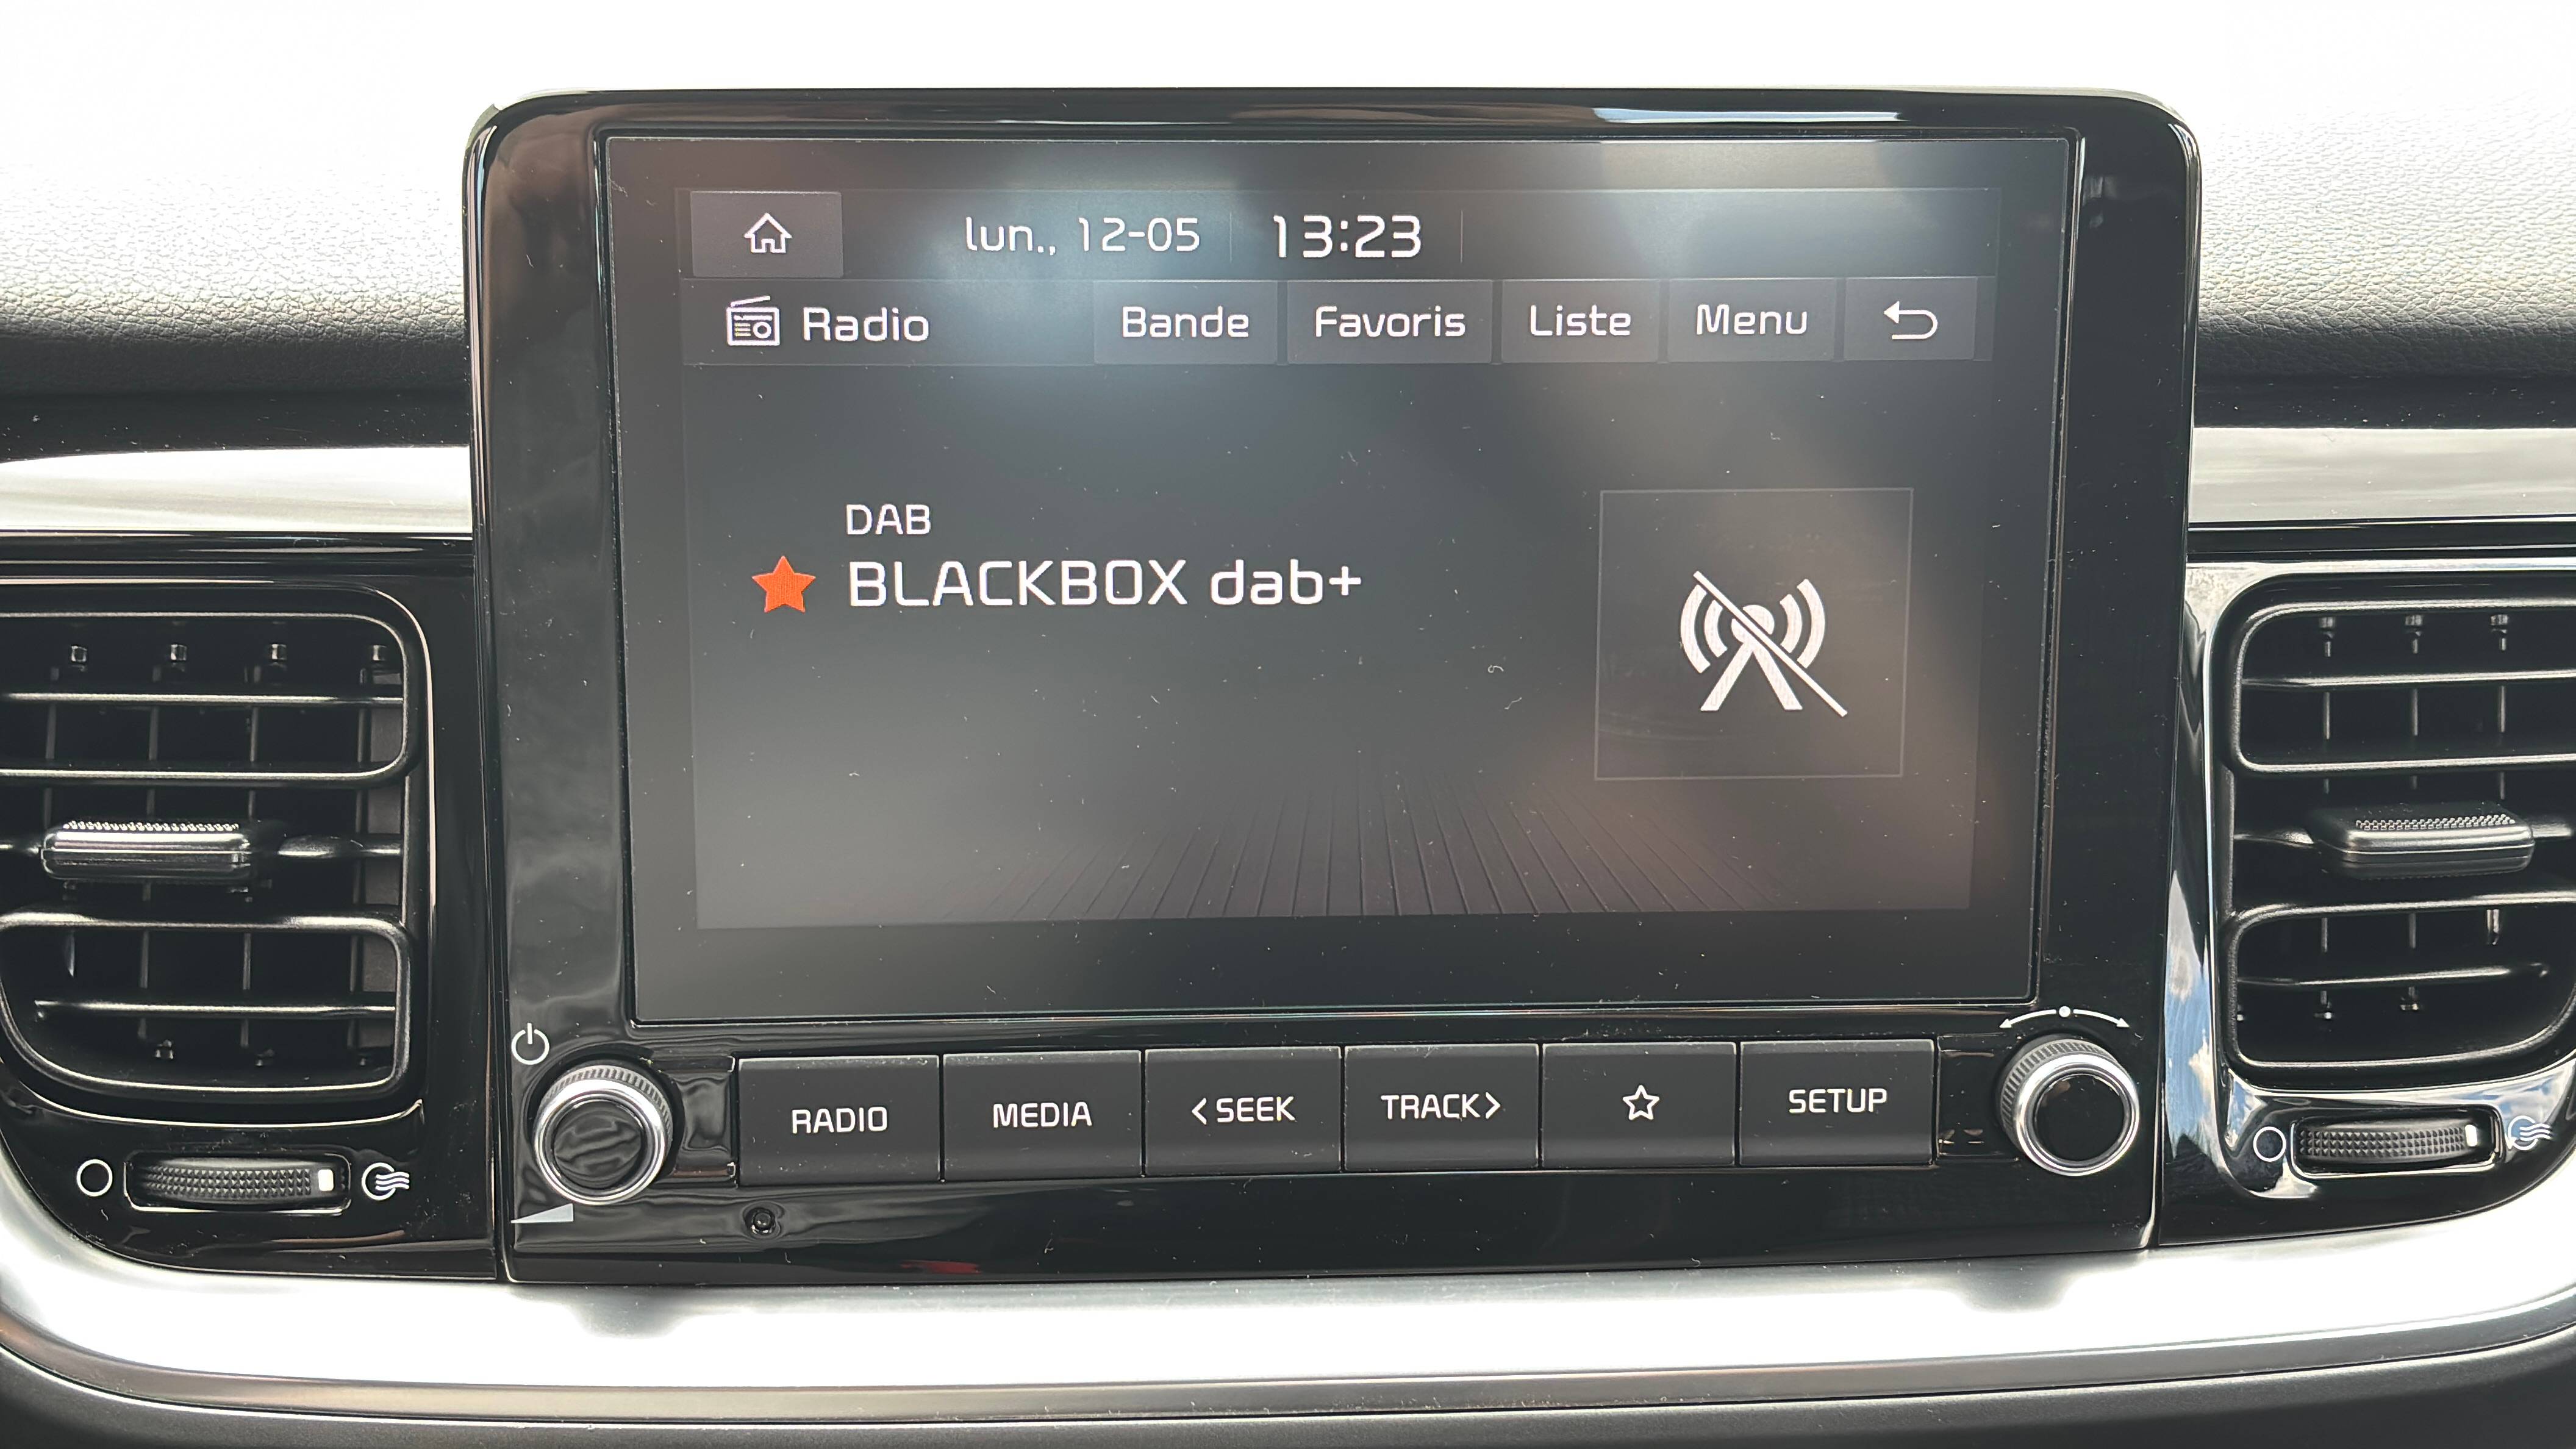 lun., 12-05 13:23
Radio Bande Favoris Liste Menu
DAB
BLACKBOX dab+
RADIO MEDIA <SEEK TRACK> SETUP